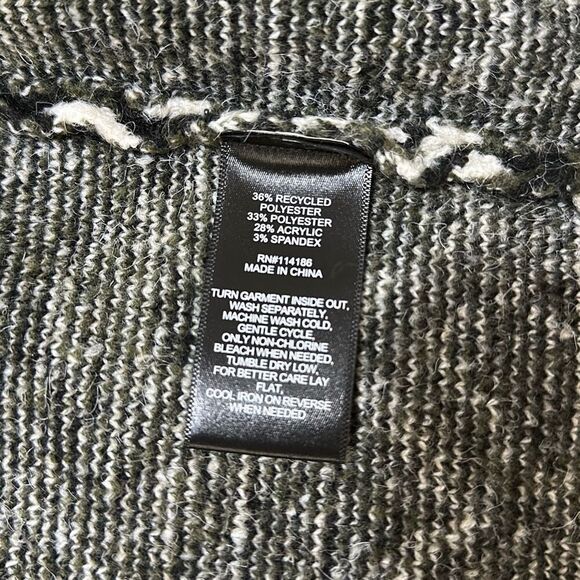 36% RECYCLED
POLYESTER
33% POLYESTER
28% ACRYLIC
3% SPANDEX
RN#114186
MADE IN CHINA
TURN GARMENT INSIDE OUT,
WASH SEPARATELY,
MACHINE WASH COLD,
GENTLE CYCLE,
ONLY NON-CHLORINE
BLEACH WHEN NEEDED,
TUMBLE DRY LOW,
FOR BETTER CARE LAY
FLAT,
COOL IRON ON REVERSE
WHEN NEEDED